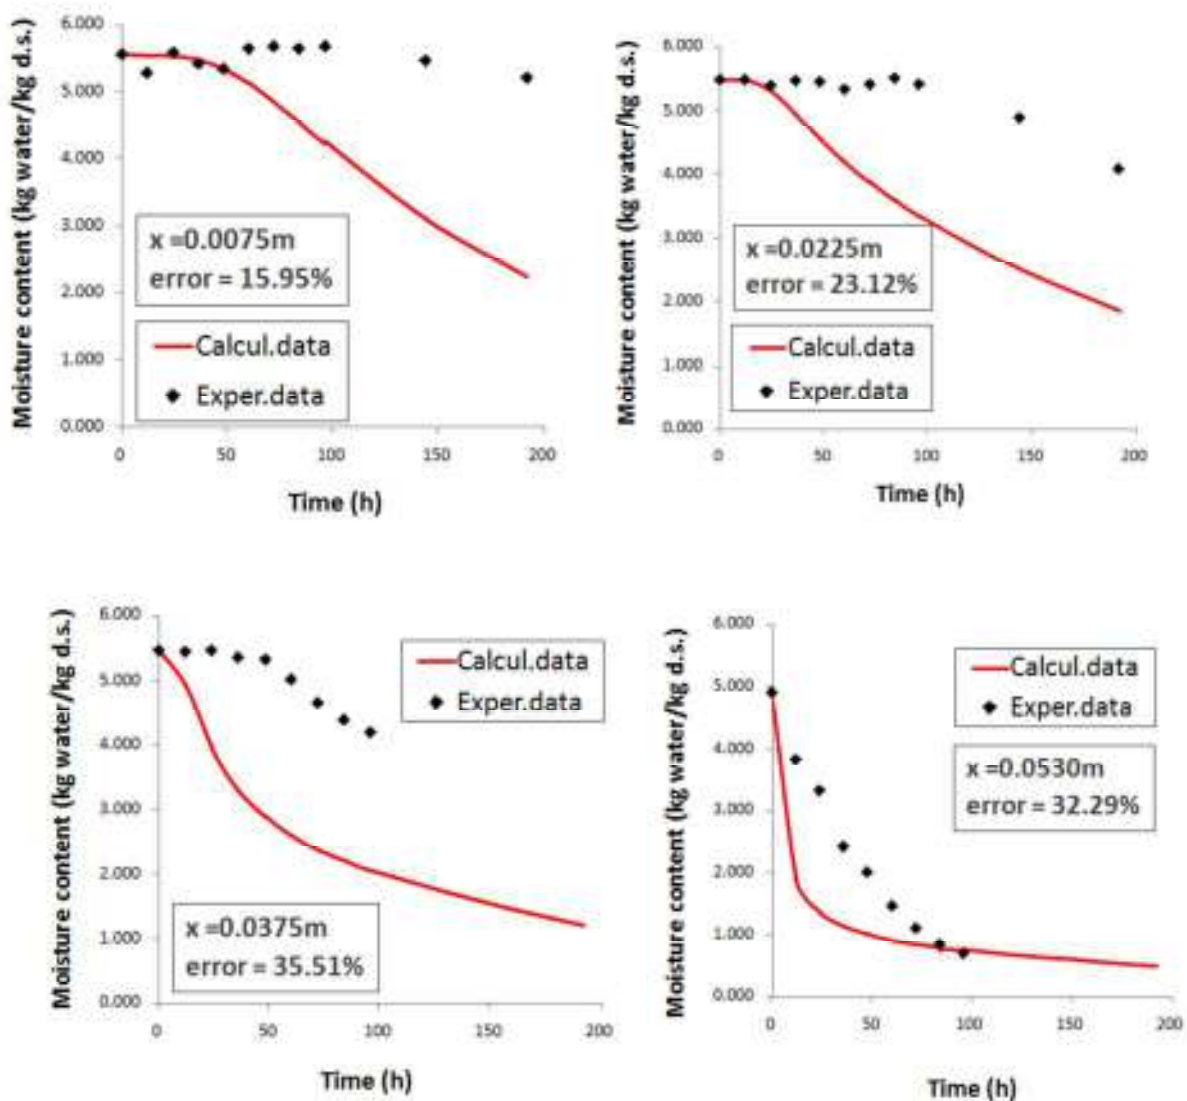 Moisture content (kg water/kg d.s.)
6.000
5.000
4.000
3.000
2.000
1.000
0.000
x =0.0075m
error = 15.95%
Calcul.data
Exper.data
0 50 100 150 200
Time (h)
Moisture content (kg water/kg d.s.)
6.000
5.000
4.000
3.000
2.000
1.000
0.000
x =0.0225m
error = 23.12%
Calcul.data
Exper.data
0 50 100 150 200
Time (h)
Moisture content (kg water/kg d.s.)
6.000
5.000
4.000
3.000
2.000
1.000
0.000
Calcul.data
Exper.data
x =0.0375m
error = 35.51%
0 50 100 150 200
Time (h)
Moisture content (kg water/kg d.s.)
6.000
5.000
4.000
3.000
2.000
1.000
0.000
Calcul.data
Exper.data
x =0.0530m
error = 32.29%
0 50 100 150 200
Time (h)